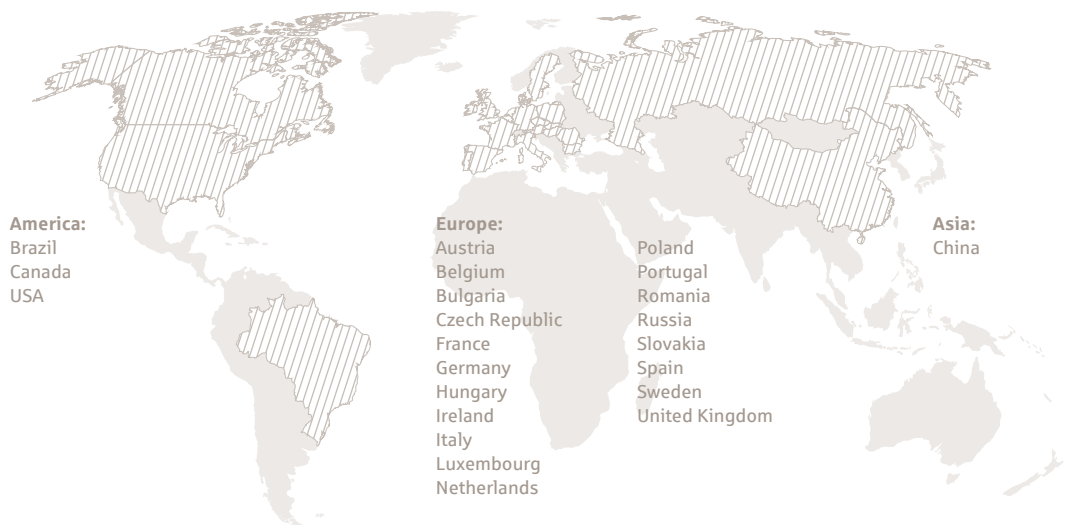 America:
Brazil
Canada
USA
Europe:
Austria
Belgium
Bulgaria
Czech Republic
France
Germany
Hungary
Ireland
Italy
Luxembourg
Netherlands
Poland
Portugal
Romania
Russia
Slovakia
Spain
Sweden
United Kingdom
Asia:
China